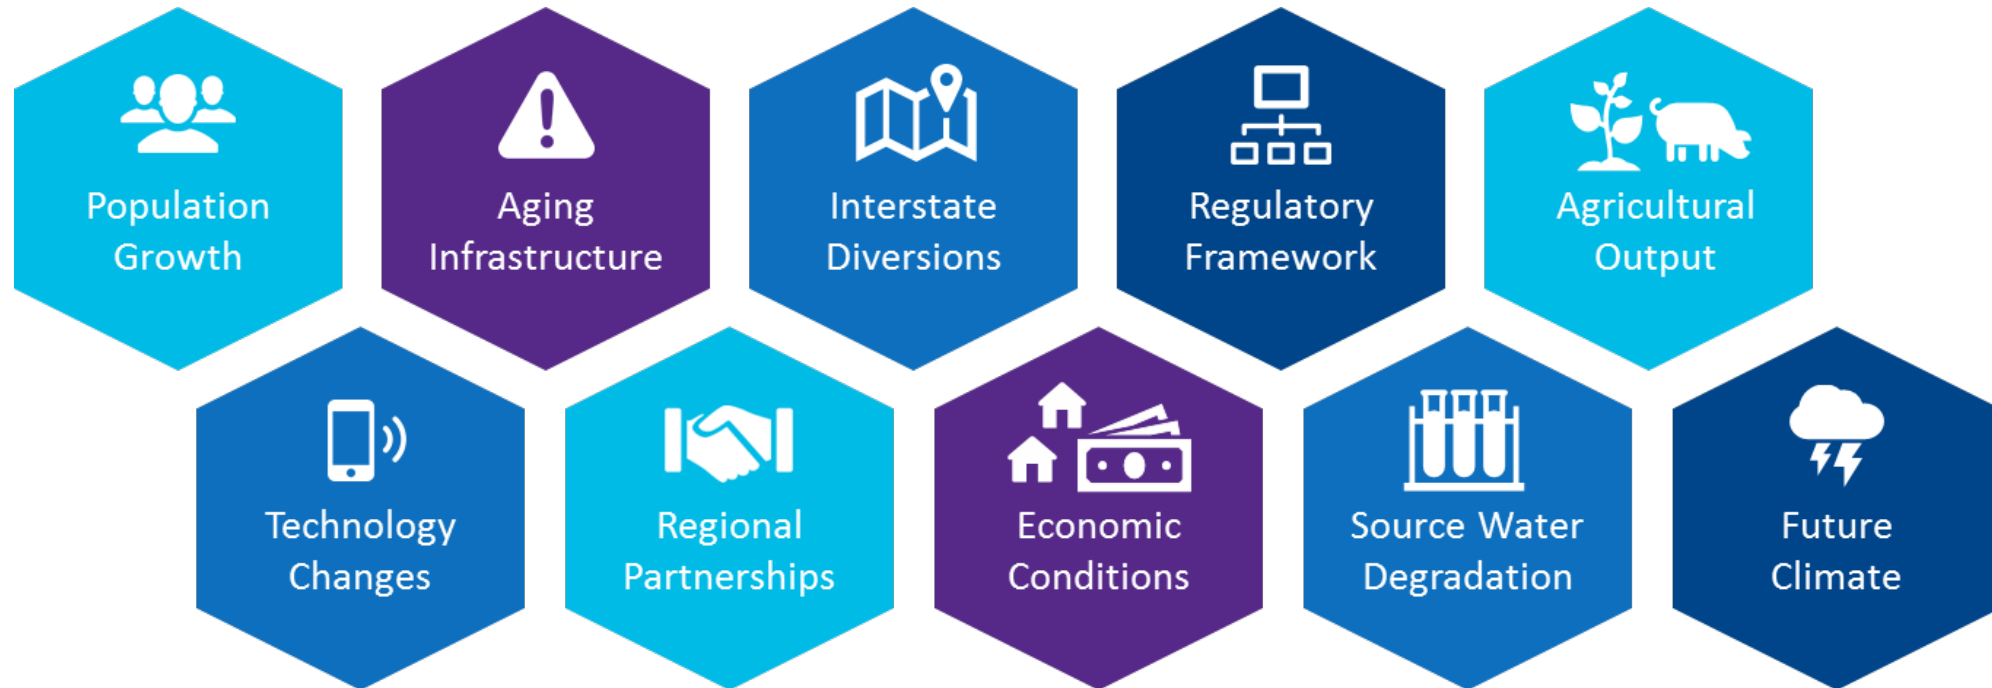 Population
Growth
Aging
Infrastructure
Interstate
Diversions
Regulatory
Framework
Agricultural
Output
Technology
Changes
Regional
Partnerships
Economic
Conditions
Source Water
Degradation
Future
Climate